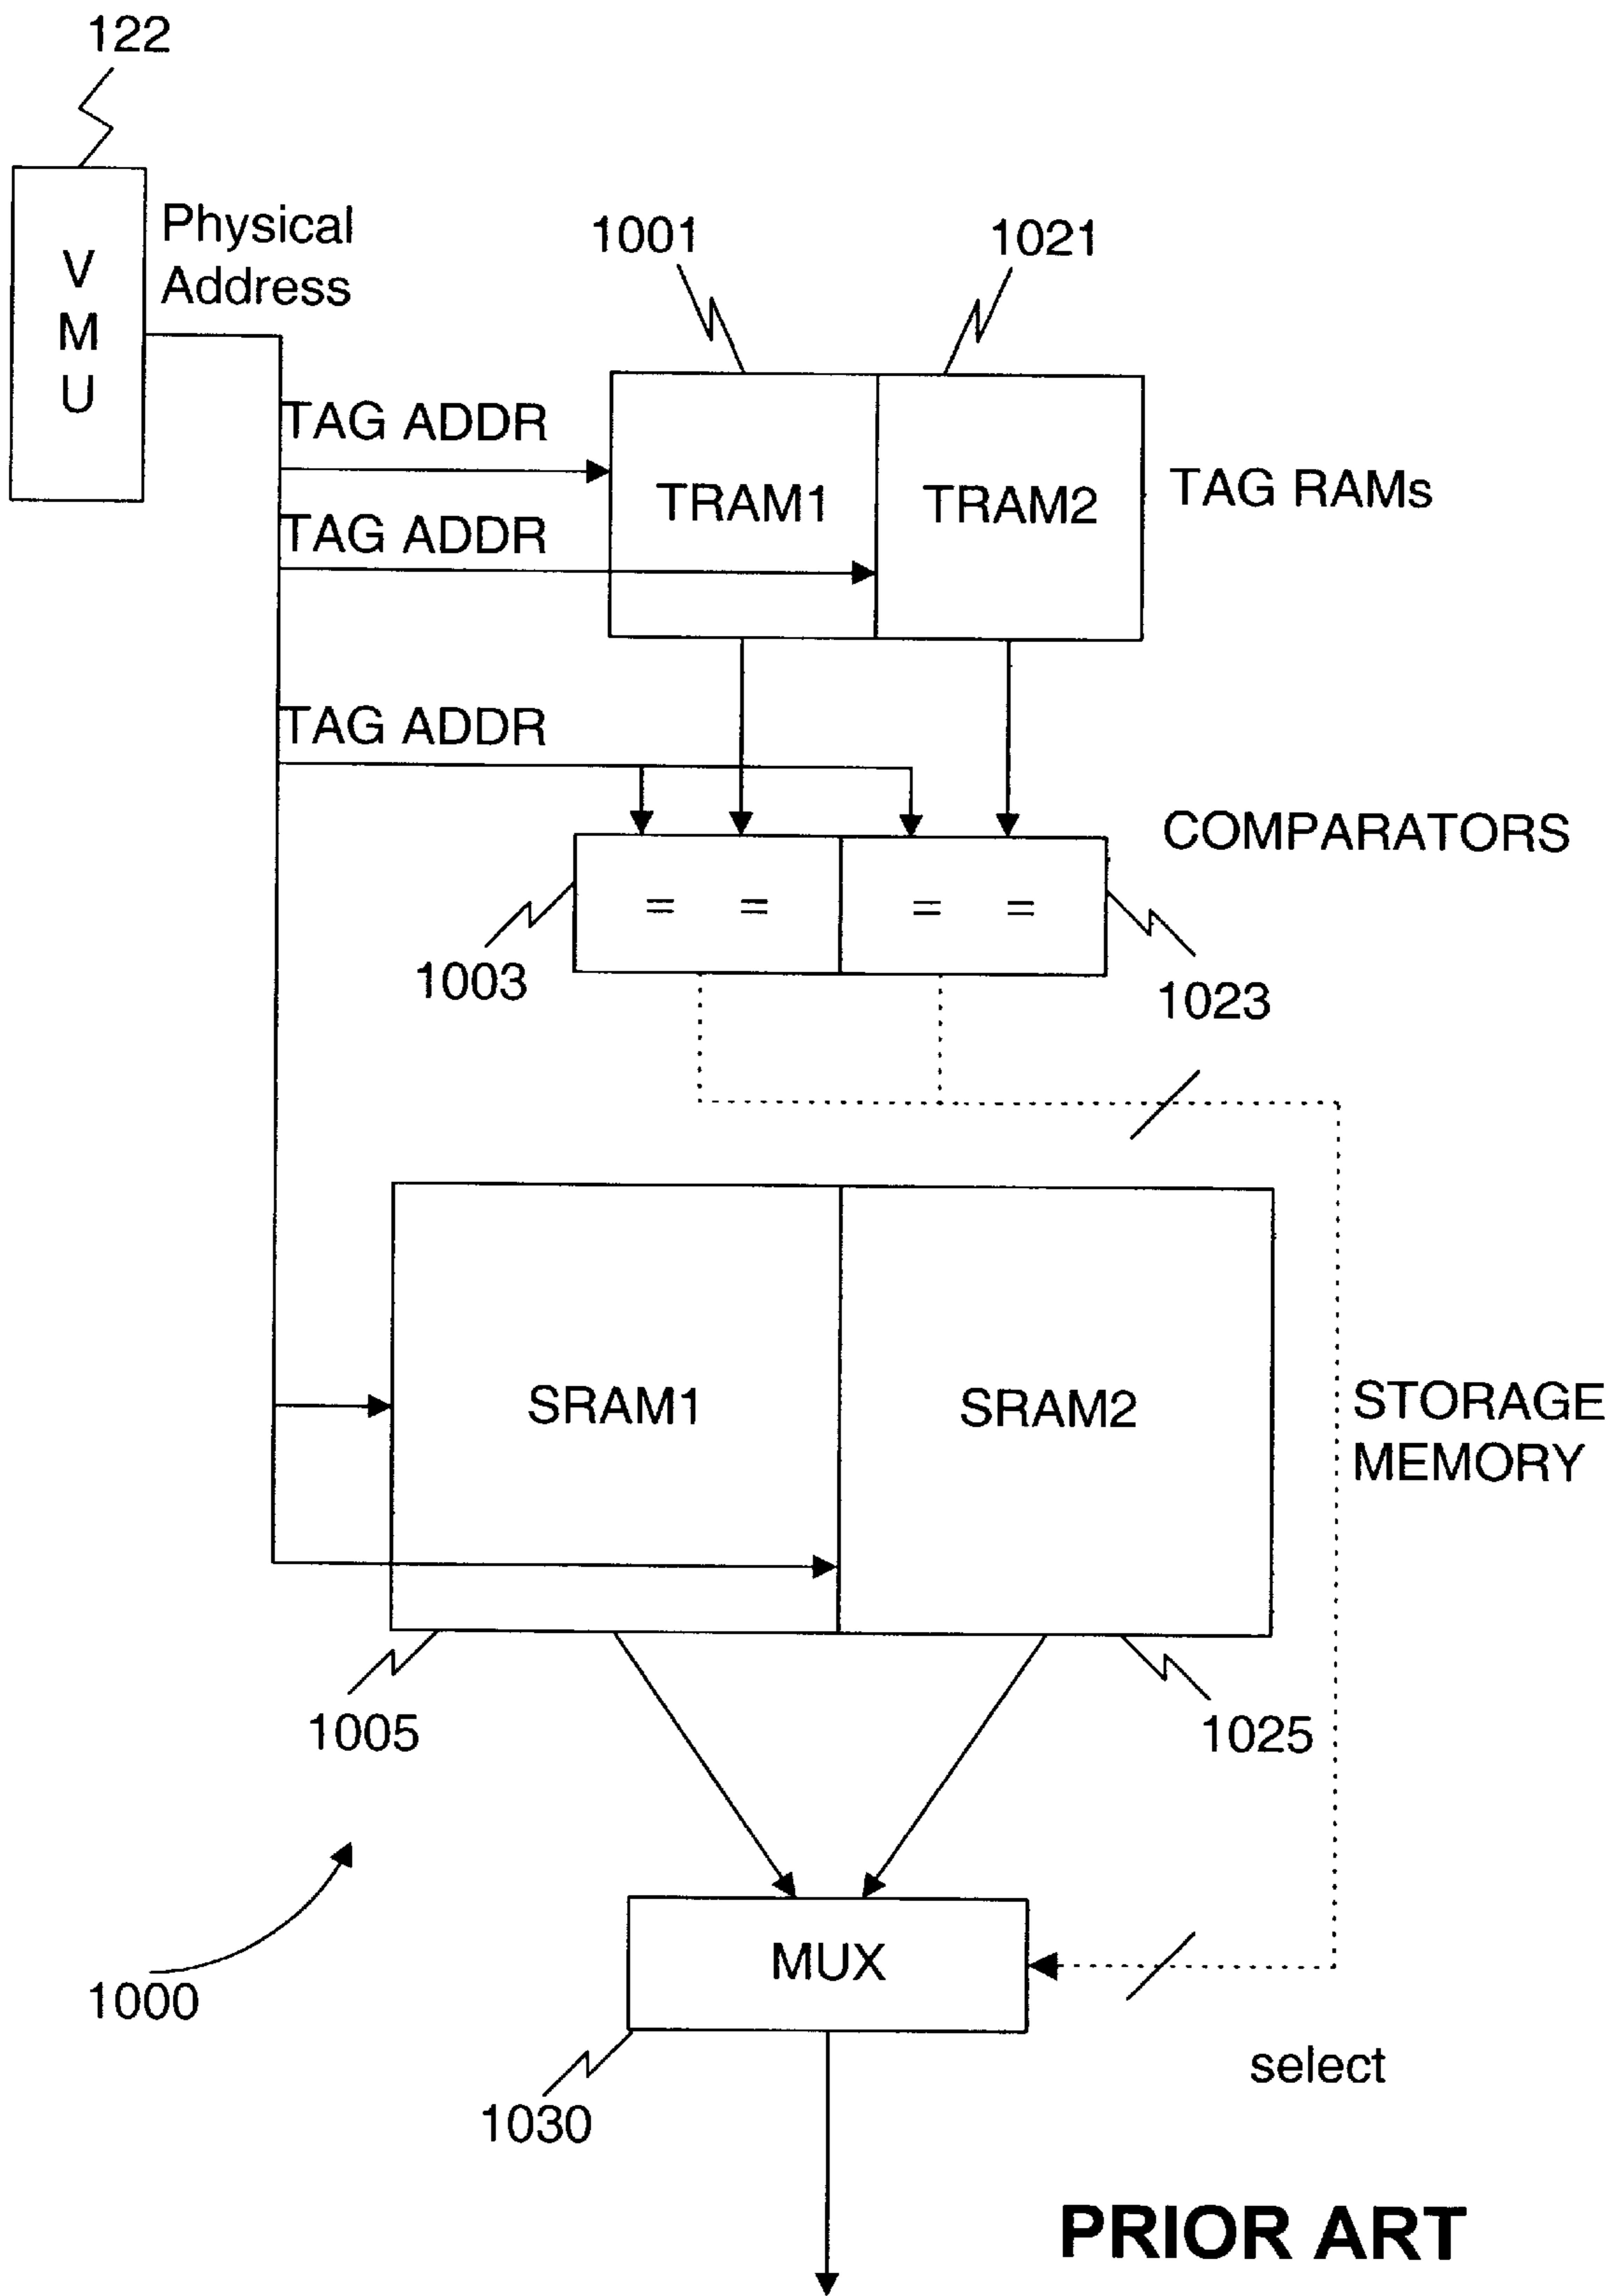 122
V
M
U
Physical
Address
1001
1021
TAG ADDR
TAG ADDR
TRAM1
TRAM2
TAG RAMs
TAG ADDR
COMPARATORS
= =
= =
1003
1023
SRAM1
SRAM2
STORAGE
MEMORY
1005
1025
1000
MUX
1030
select
PRIOR ART